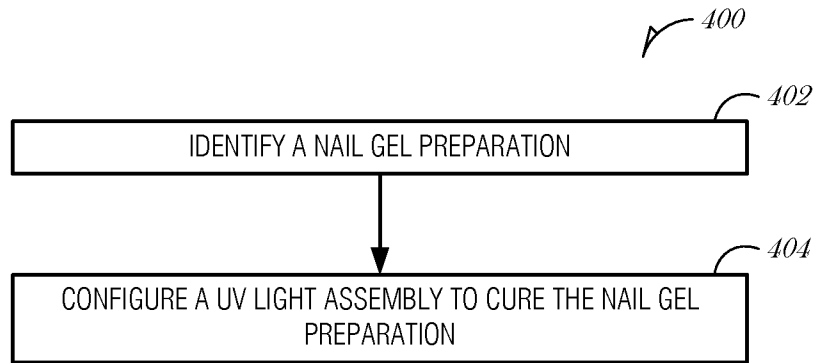 400
402
IDENTIFY A NAIL GEL PREPARATION
404
CONFIGURE A UV LIGHT ASSEMBLY TO CURE THE NAIL GEL
PREPARATION